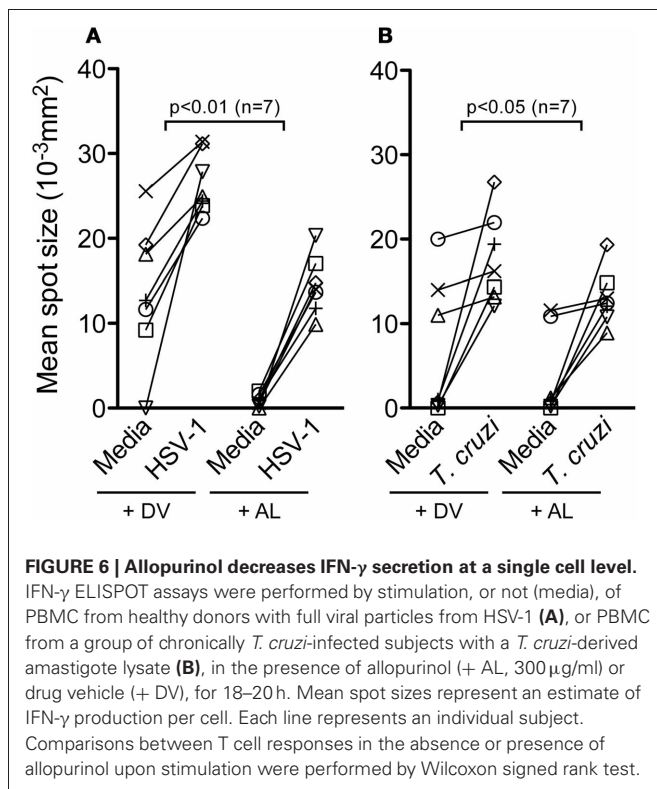 A
B
40
30
20
10
0
Mean spot size (10⁻³mm²)
p<0.01 (n=7)
Media
HSV-1
Media
HSV-1
+ DV
+ AL
40
30
20
10
0
p<0.05 (n=7)
Media
T. cruzi
Media
T. cruzi
+ DV
+ AL
FIGURE 6 | Allopurinol decreases IFN-γ secretion at a single cell level.
IFN-γ ELISPOT assays were performed by stimulation, or not (media), of
PBMC from healthy donors with full viral particles from HSV-1 (A), or PBMC
from a group of chronically T. cruzi-infected subjects with a T. cruzi-derived
amastigote lysate (B), in the presence of allopurinol (+ AL, 300 μg/ml) or
drug vehicle (+ DV), for 18–20 h. Mean spot sizes represent an estimate of
IFN-γ production per cell. Each line represents an individual subject.
Comparisons between T cell responses in the absence or presence of
allopurinol upon stimulation were performed by Wilcoxon signed rank test.